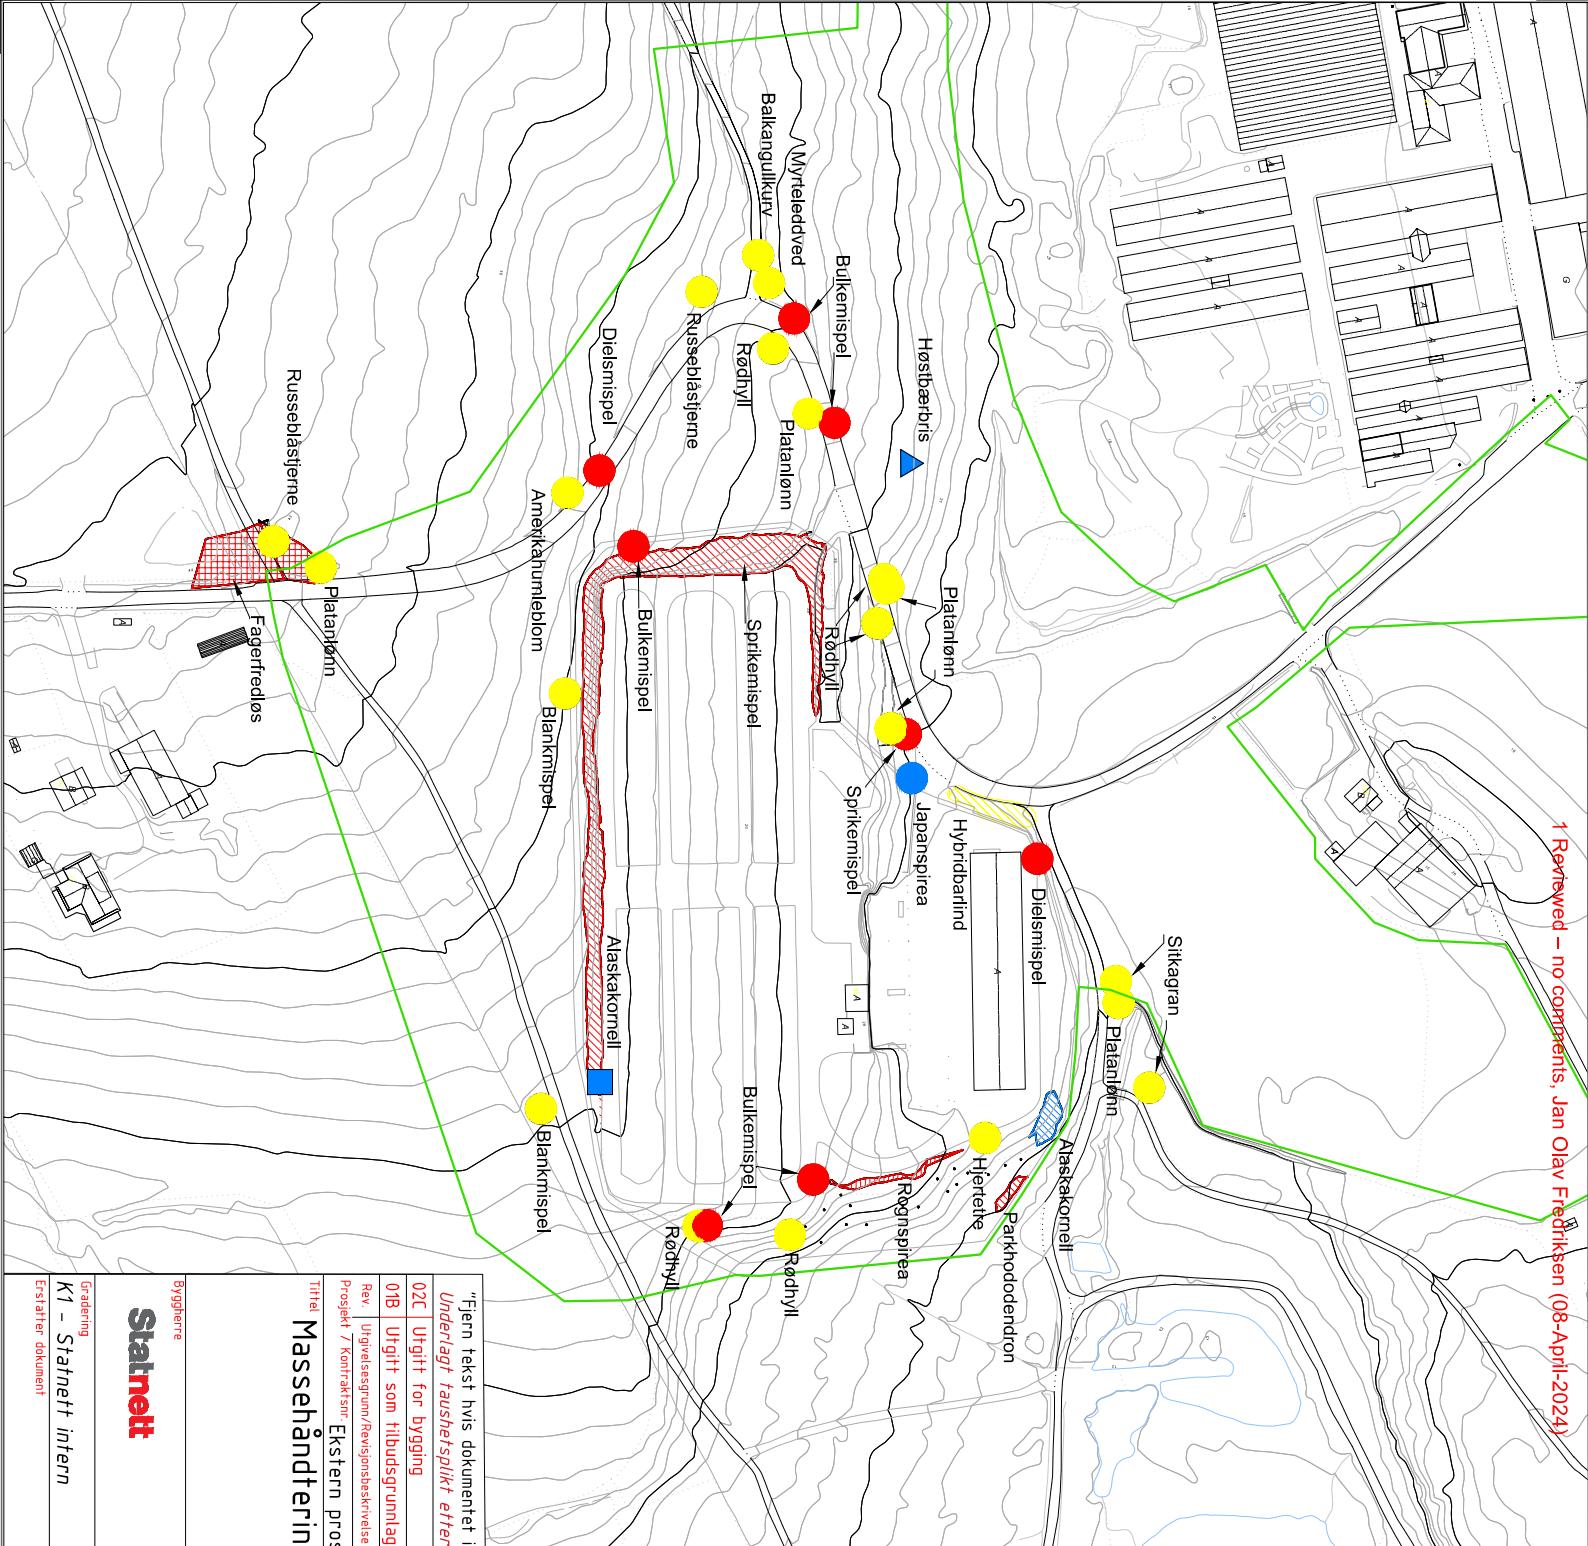 1 Reviewed – no comments, Jan Olav Fredriksen (08-April-2024)
Balkangullkurv
Myrteleddved
Bulkemispel
Høstbærbris
Dielsmispel
Russeblåstjerne
Rødhyll
Platanlønn
Russeblåstjerne
Amerikahumleblom
Platanlønn
Fagerfredløs
Bulkemispel
Sprikemispel
Rødhyll
Platanlønn
Blankmispel
Sprikemispel
Japanspirea
Hybridbarlind
Dielsmispel
Sitkagran
Platanlønn
Alaskakornell
Blankmispel
Bulkemispel
Rødhyll
Rødhyll
Rognspirea
Hjertette
Parkhododendron
Alaskakornell
"Fjern tekst hvis dokumentet i
Underlagt taushetsplikt etter
02C Utgitt for bygging
01B Utgitt som tilbudsgrunnlag
Rev. Utgivelsesgrunn/Revisjonsbeskrivelse
Prosjekt / Kontraktsnr. Ekstern pros
Tittel Massehåndterin
Byggherre
Statnett
Gradering
K1 - Statnett intern
Erstatter dokument